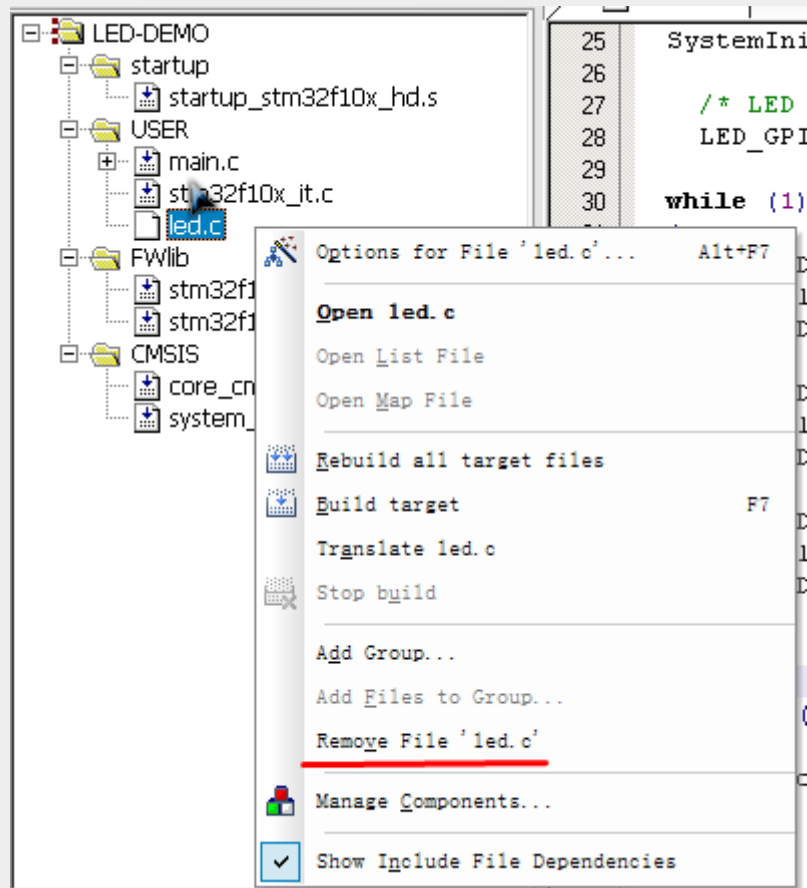 LED-DEMO
startup
startup_stm32f10x_hd.s
USER
main.c
stm32f10x_it.c
led.c
FWlib
stm32f1
stm32f1
CMSIS
core_cm
system_
25 SystemIni
26
27 /* LED
28 LED_GPI
29
30 while (1)
Options for File 'led.c'... Alt+F7
Open led.c
Open List File
Open Map File
Rebuild all target files
Build target F7
Translate led.c
Stop build
Add Group...
Add Files to Group...
Remove File 'led.c'
Manage Components...
Show Include File Dependencies